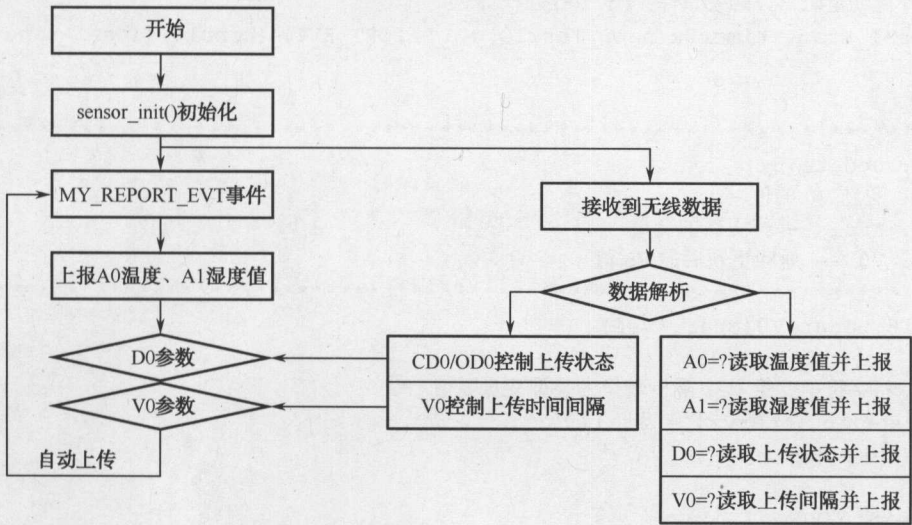 开始
sensor_init()初始化
MY_REPORT_EVT事件
接收到无线数据
上报A0温度、A1湿度值
数据解析
D0参数
CD0/OD0控制上传状态
A0=?读取温度值并上报
V0参数
V0控制上传时间间隔
A1=?读取湿度值并上报
自动上传
D0=?读取上传状态并上报
V0=?读取上传间隔并上报